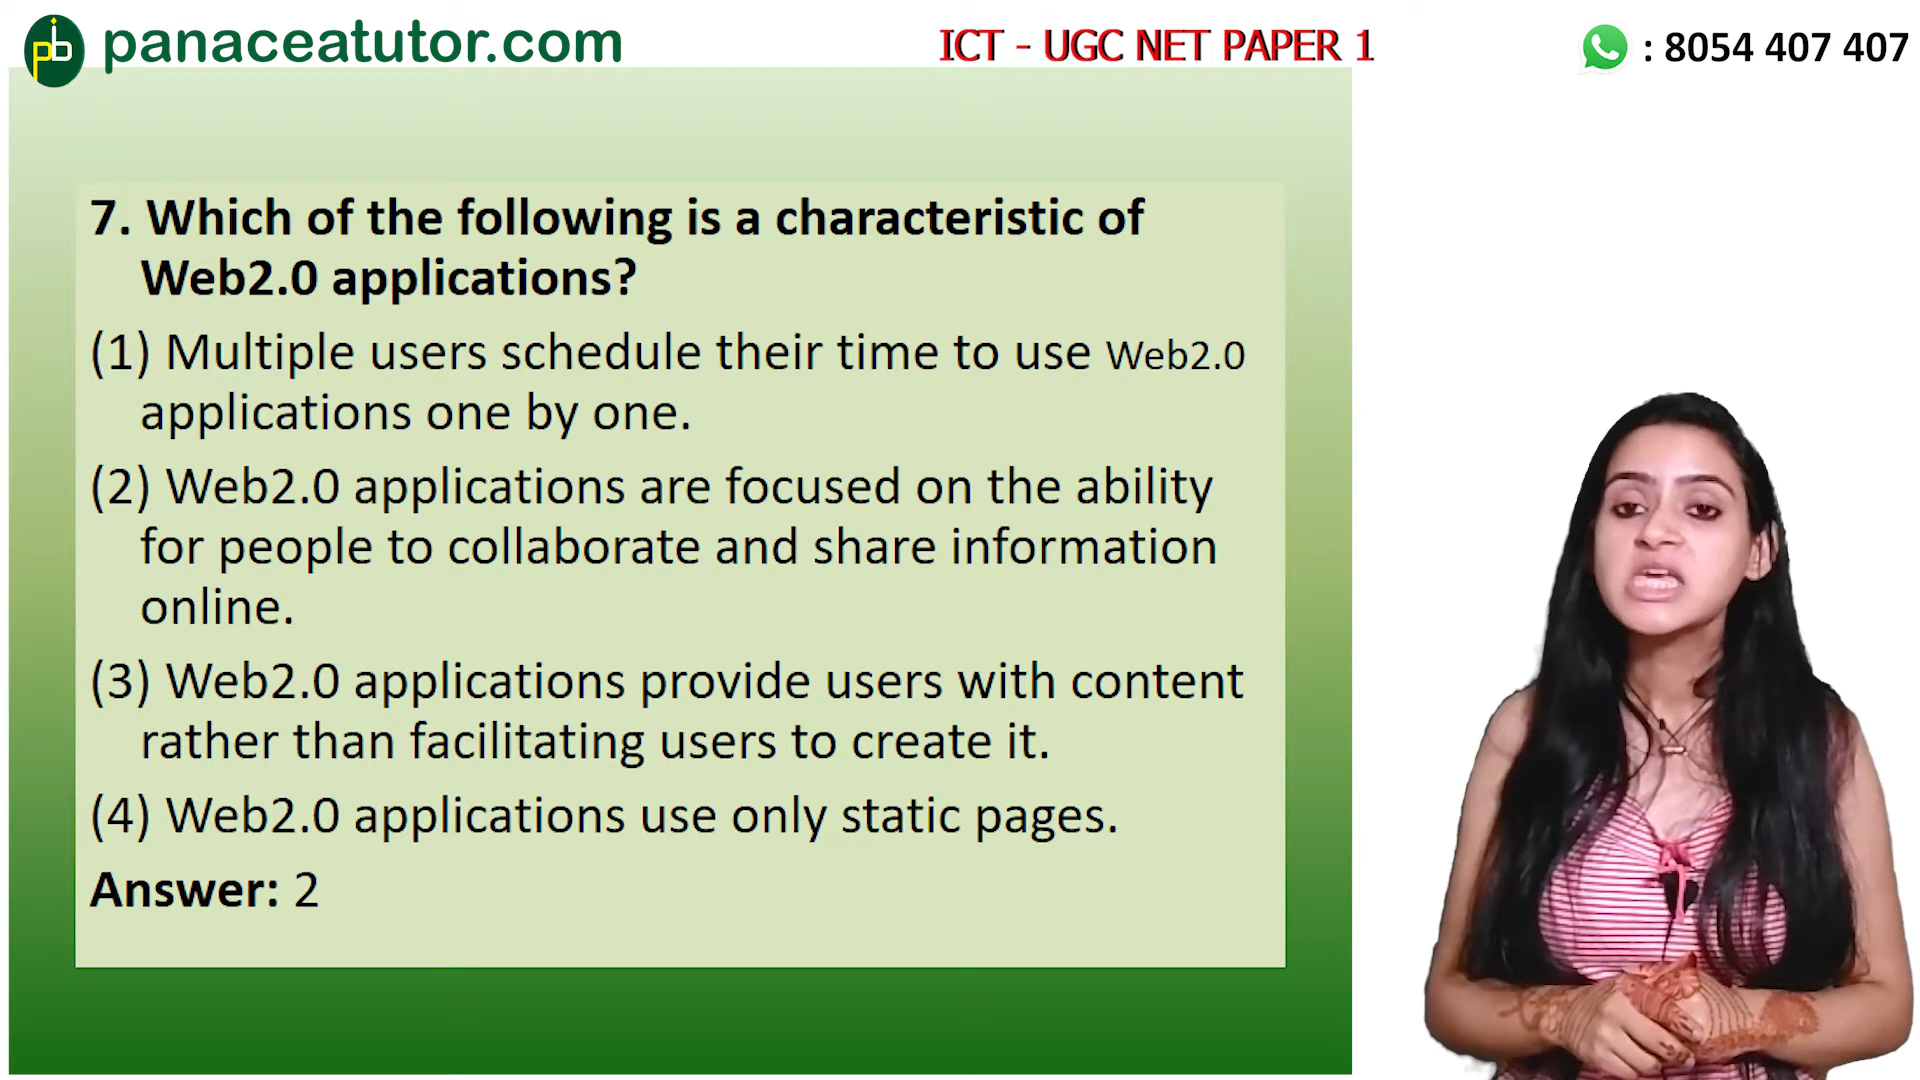 pb panaceatutor.com
ICT - UGC NET PAPER 1
: 8054 407 407
7. Which of the following is a characteristic of
Web2.0 applications?
(1) Multiple users schedule their time to use Web2.0
applications one by one.
(2) Web2.0 applications are focused on the ability
for people to collaborate and share information
online.
(3) Web2.0 applications provide users with content
rather than facilitating users to create it.
(4) Web2.0 applications use only static pages.
Answer: 2